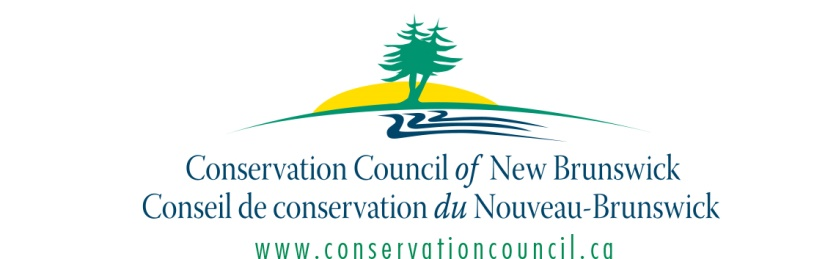 Conservation Council of New Brunswick
Conseil de conservation du Nouveau-Brunswick
www.conservationcouncil.ca